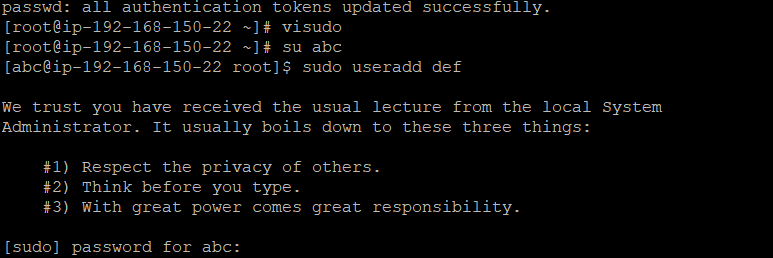 passwd: all authentication tokens updated successfully.
[root@ip-192-168-150-22 ~]# visudo
[root@ip-192-168-150-22 ~]# su abc
[abc@ip-192-168-150-22 root]$ sudo useradd def
We trust you have received the usual lecture from the local System
Administrator. It usually boils down to these three things:
#1) Respect the privacy of others.
#2) Think before you type.
#3) With great power comes great responsibility.
[sudo] password for abc: